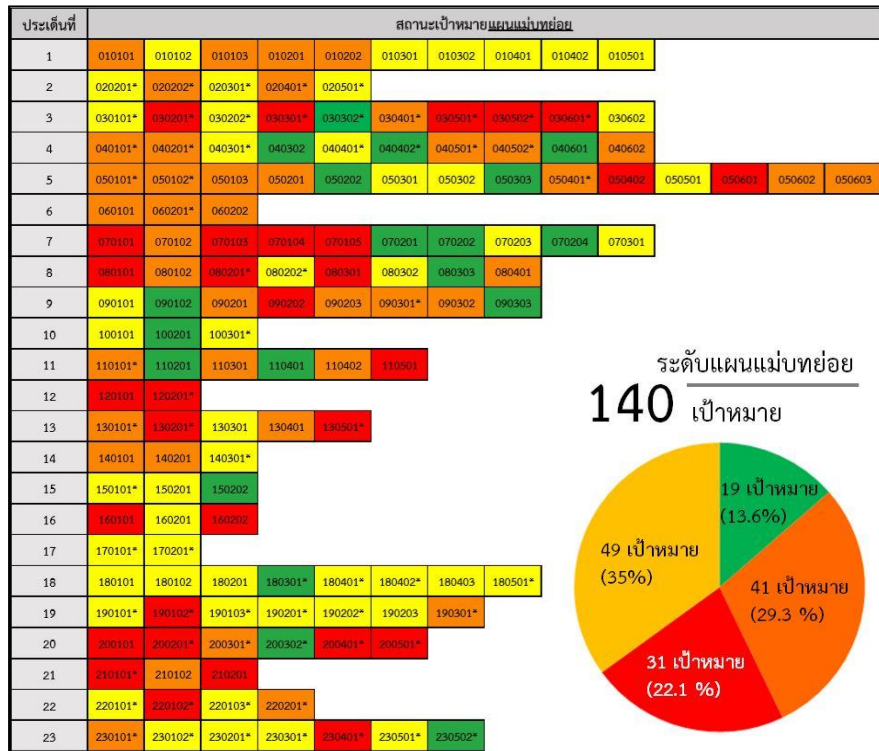 ประเด็นที่ สถานะเป้าหมายแผนแม่บทย่อย
1 010101 010102 010103 010201 010202 010301 010302 010401 010402 010501
2 020201* 020202* 020301* 020401* 020501*
3 030101* 030201* 030202* 030301* 030302* 030401* 030501* 030502* 030601* 030602
4 040101* 040201* 040301* 040302 040401* 040402* 040501* 040502* 040601 040602
5 050101* 050102* 050103 050201 050202 050301 050302 050303 050401* 050402 050501 050601 050602 050603
6 060101 060201* 060202
7 070101 070102 070103 070104 070105 070201 070202 070203 070204 070301
8 080101 080102 080201* 080202* 080301 080302 080303 080401
9 090101 090102 090201 090202 090203 090301* 090302 090303
10 100101 100201 100301*
11 110101* 110201 110301 110401 110402 110501
12 120101 120201*
13 130101* 130201* 130301 130401 130501*
14 140101 140201 140301*
15 150101* 150201 150202
16 160101 160201 160202
17 170101* 170201*
18 180101 180102 180201 180301* 180401* 180402* 180403 180501*
19 190101* 190102* 190103* 190201* 190202* 190203 190301*
20 200101 200201* 200301* 200302* 200401* 200501*
21 210101* 210102 210201
22 220101* 220102* 220103* 220201*
23 230101* 230102* 230201* 230301* 230401* 230501* 230502*
ระดับแผนแม่บทย่อย
140 เป้าหมาย
19 เป้าหมาย
(13.6%)
49 เป้าหมาย
(35%)
41 เป้าหมาย
(29.3 %)
31 เป้าหมาย
(22.1 %)